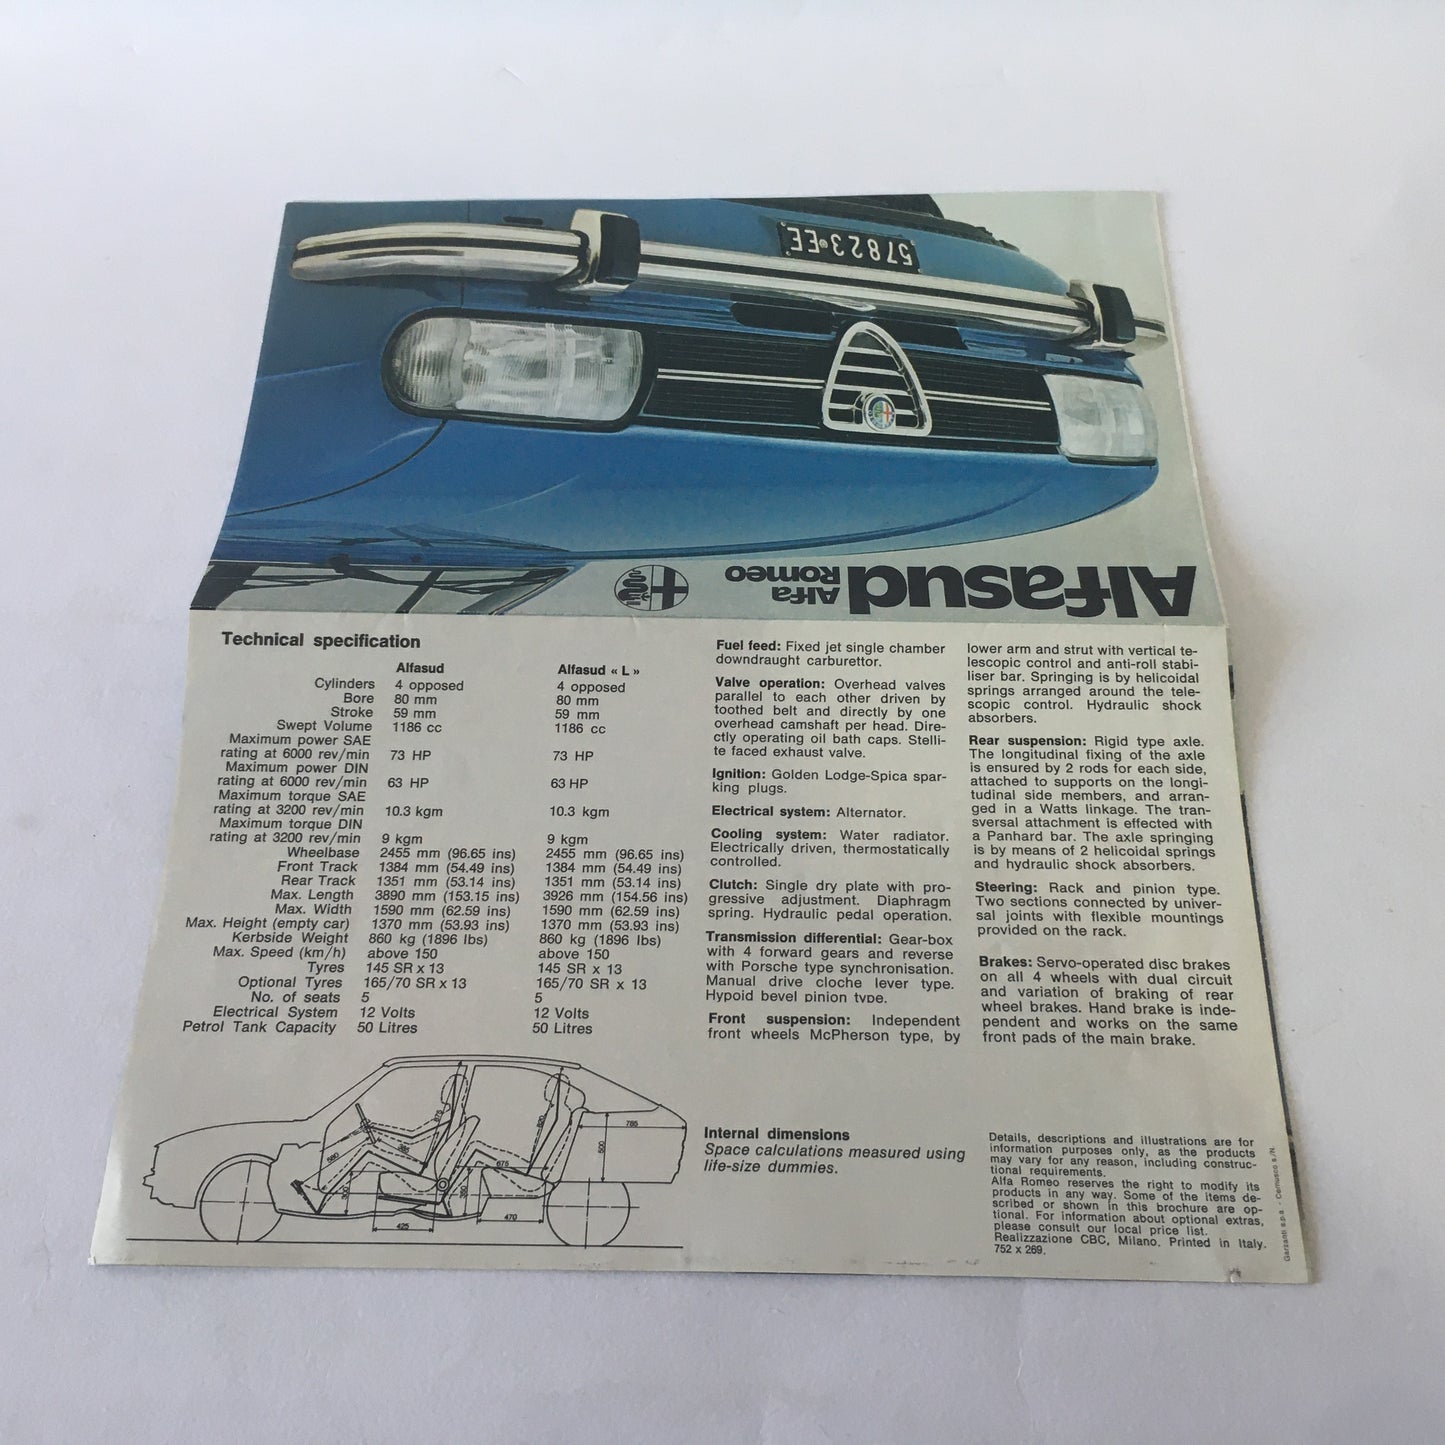 57823 EE
Alfasud Alfa
Romeo
Technical specification
Alfasud Alfasud « L »
Cylinders 4 opposed 4 opposed
Bore 80 mm 80 mm
Stroke 59 mm 59 mm
Swept Volume 1186 cc 1186 cc
Maximum power SAE
rating at 6000 rev/min 73 HP 73 HP
Maximum power DIN
rating at 6000 rev/min 63 HP 63 HP
Maximum torque SAE
rating at 3200 rev/min 10.3 kgm 10.3 kgm
Maximum torque DIN
rating at 3200 rev/min 9 kgm 9 kgm
Wheelbase 2455 mm (96.65 ins) 2455 mm (96.65 ins)
Front Track 1384 mm (54.49 ins) 1384 mm (54.49 ins)
Rear Track 1351 mm (53.14 ins) 1351 mm (53.14 ins)
Max. Length 3890 mm (153.15 ins) 3926 mm (154.56 ins)
Max. Width 1590 mm (62.59 ins) 1590 mm (62.59 ins)
Max. Height (empty car) 1370 mm (53.93 ins) 1370 mm (53.93 ins)
Kerbside Weight 860 kg (1896 lbs) 860 kg (1896 lbs)
Max. Speed (km/h) above 150 above 150
Tyres 145 SR x 13 145 SR x 13
Optional Tyres 165/70 SR x 13 165/70 SR x 13
No. of seats 5 5
Electrical System 12 Volts 12 Volts
Petrol Tank Capacity 50 Litres 50 Litres
Fuel feed: Fixed jet single chamber
downdraught carburettor.
Valve operation: Overhead valves
parallel to each other driven by
toothed belt and directly by one
overhead camshaft per head. Dire-
ctly operating oil bath caps. Stelli-
te faced exhaust valve.
Ignition: Golden Lodge-Spica spar-
king plugs.
Electrical system: Alternator.
Cooling system: Water radiator.
Electrically driven, thermostatically
controlled.
Clutch: Single dry plate with pro-
gressive adjustment. Diaphragm
spring. Hydraulic pedal operation.
Transmission differential: Gear-box
with 4 forward gears and reverse
with Porsche type synchronisation.
Manual drive cloche lever type.
Hypoid bevel pinion type.
Front suspension: Independent
front wheels McPherson type, by
lower arm and strut with vertical te-
lescopic control and anti-roll stabi-
liser bar. Springing is by helicoidal
springs arranged around the tele-
scopic control. Hydraulic shock
absorbers.
Rear suspension: Rigid type axle.
The longitudinal fixing of the axle
is ensured by 2 rods for each side,
attached to supports on the longi-
tudinal side members, and arran-
ged in a Watts linkage. The tran-
sversal attachment is effected with
a Panhard bar. The axle springing
is by means of 2 helicoidal springs
and hydraulic shock absorbers.
Steering: Rack and pinion type.
Two sections connected by univer-
sal joints with flexible mountings
provided on the rack.
Brakes: Servo-operated disc brakes
on all 4 wheels with dual circuit
and variation of braking of rear
wheel brakes. Hand brake is inde-
pendent and works on the same
front pads of the main brake.
785
500
675
560
300
350
425
470
Internal dimensions
Space calculations measured using
life-size dummies.
Details, descriptions and illustrations are for
information purposes only, as the products
may vary for any reason, including construc-
tional requirements.
Alfa Romeo reserves the right to modify its
products in any way. Some of the items de-
scribed or shown in this brochure are op-
tional. For information about optional extras,
please consult our local price list.
Realizzazione CBC, Milano. Printed in Italy.
752 x 269.
Garzanti s.p.a. - Cernusco s./N.